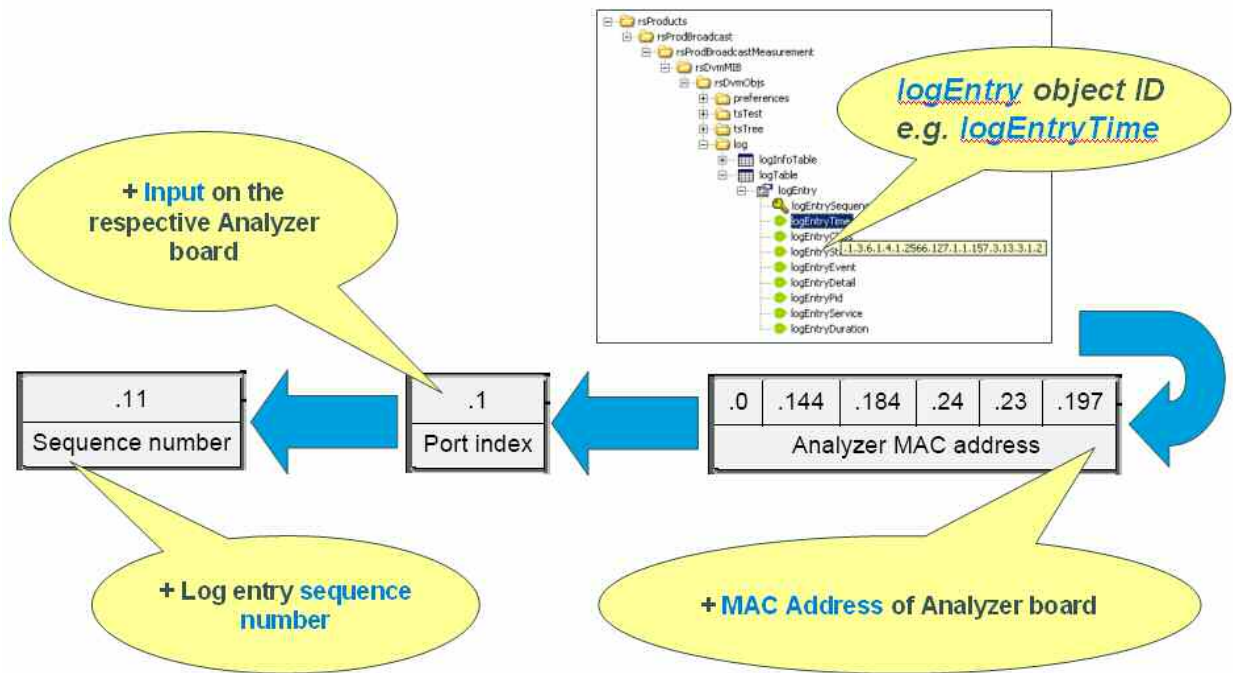 rsProducts
rsProdBroadcast
rsProdBroadcastMeasurement
rsDvmMIB
rsDvmObjs
preferences
tsTest
tsTree
log
logInfoTable
logTable
logEntry
logEntrySequen
logEntryTime
logEntryC
logEntrySt
.1.3.6.1.4.1.2566.127.1.1.157.3.13.3.1.2
logEntryEvent
logEntryDetail
logEntryPid
logEntryService
logEntryDuration
logEntry object ID
e.g. logEntryTime
+ Input on the
respective Analyzer
board
.11
Sequence number
.1
Port index
.0 .144 .184 .24 .23 .197
Analyzer MAC address
+ Log entry sequence
number
+ MAC Address of Analyzer board